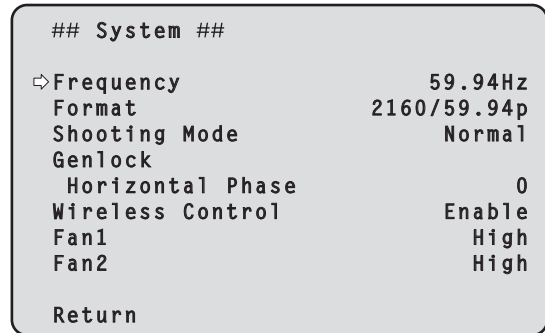 ## System ##
⇨Frequency 59.94Hz
Format 2160/59.94p
Shooting Mode Normal
Genlock
Horizontal Phase 0
Wireless Control Enable
Fan1 High
Fan2 High
Return